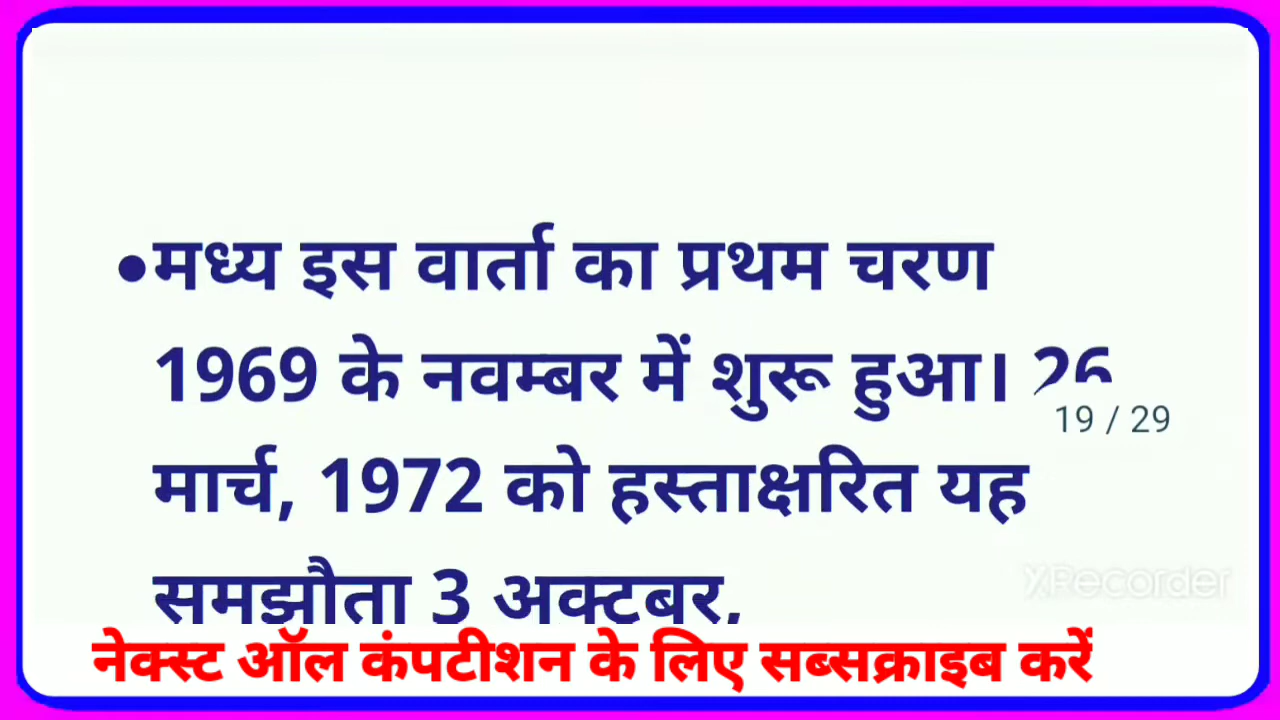 •मध्य इस वार्ता का प्रथम चरण
1969 के नवम्बर में शुरू हुआ। 26
19 / 29
मार्च, 1972 को हस्ताक्षरित यह
समझौता 3 अक्टबर,
XRecorder
नेक्स्ट ऑल कंपटीशन के लिए सब्सक्राइब करें